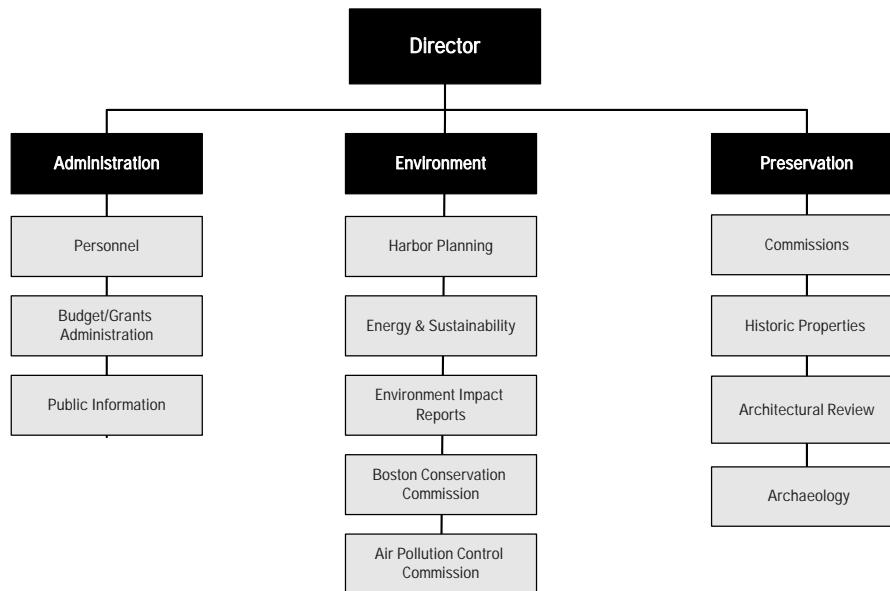 Director
Administration
Environment
Preservation
Personnel
Budget/Grants
Administration
Public Information
Harbor Planning
Energy & Sustainability
Environment Impact
Reports
Boston Conservation
Commission
Air Pollution Control
Commission
Commissions
Historic Properties
Architectural Review
Archaeology